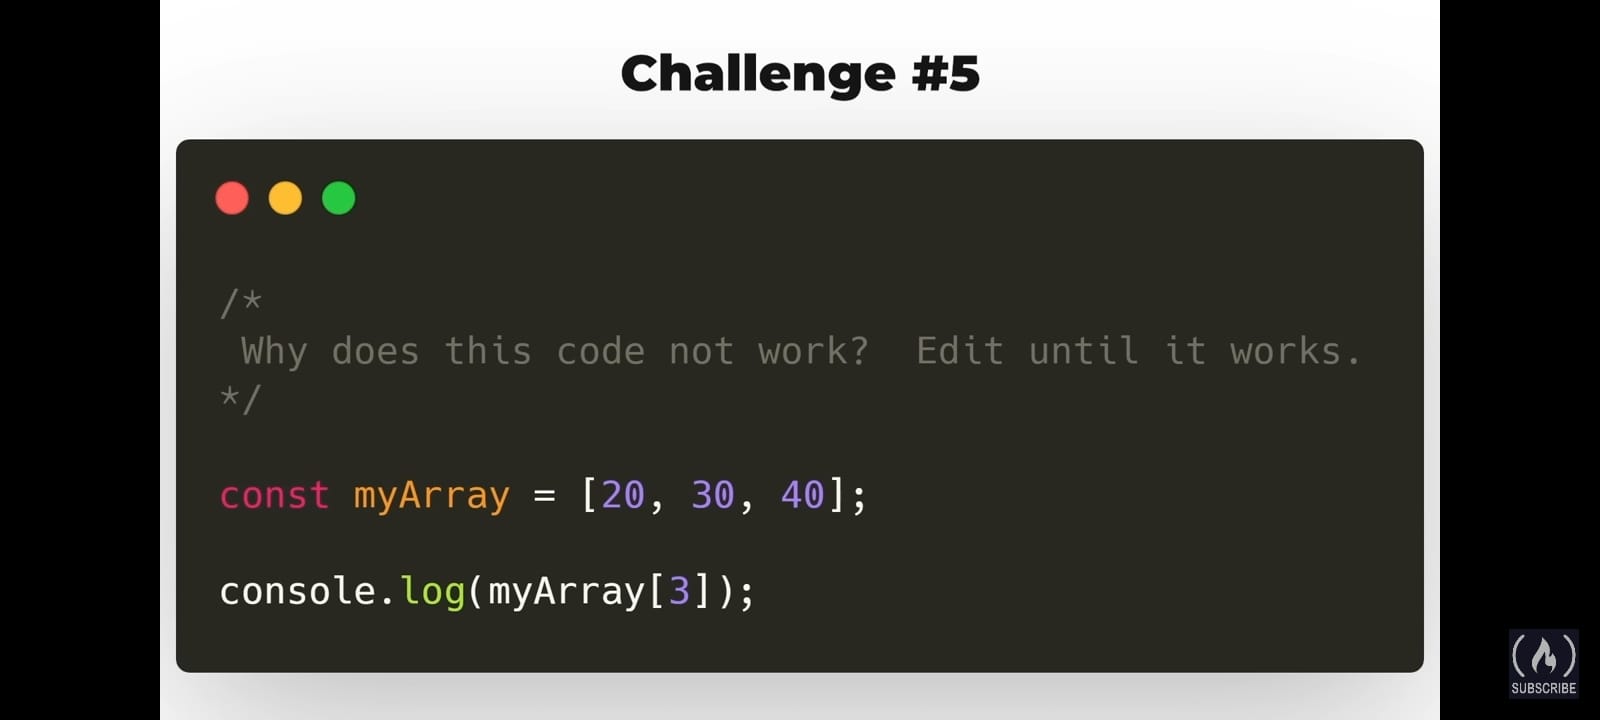 Challenge #5
/*
Why does this code not work?  Edit until it works.
*/
const myArray = [20, 30, 40];
console.log(myArray[3]);
SUBSCRIBE